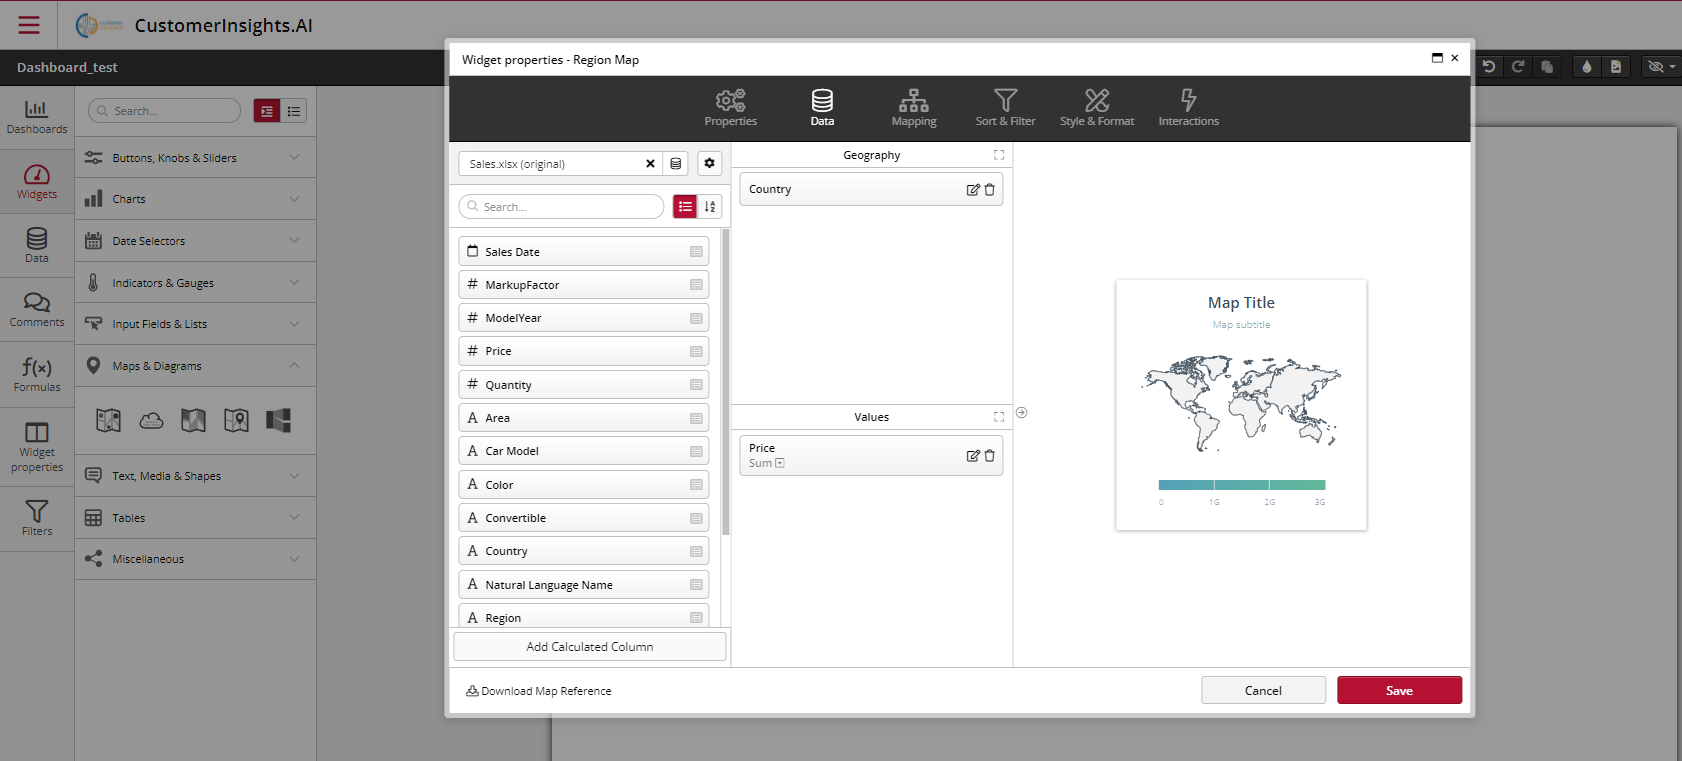 CustomerInsights.AI
Dashboard_test
Dashboards
Widgets
Data
Comments
f(x)
Formulas
Widget
properties
Filters
Search...
Buttons, Knobs & Sliders
Charts
Date Selectors
Indicators & Gauges
Input Fields & Lists
Maps & Diagrams
Text, Media & Shapes
Tables
Miscellaneous
Widget properties - Region Map
Properties
Data
Mapping
Sort & Filter
Style & Format
Interactions
Sales.xlsx (original)
Search...
Sales Date
# MarkupFactor
# ModelYear
# Price
# Quantity
A Area
A Car Model
A Color
A Convertible
A Country
A Natural Language Name
A Region
Add Calculated Column
Geography
Country
Values
Price
Sum
Map Title
Map subtitle
0 1G 2G 3G
Download Map Reference
Cancel
Save